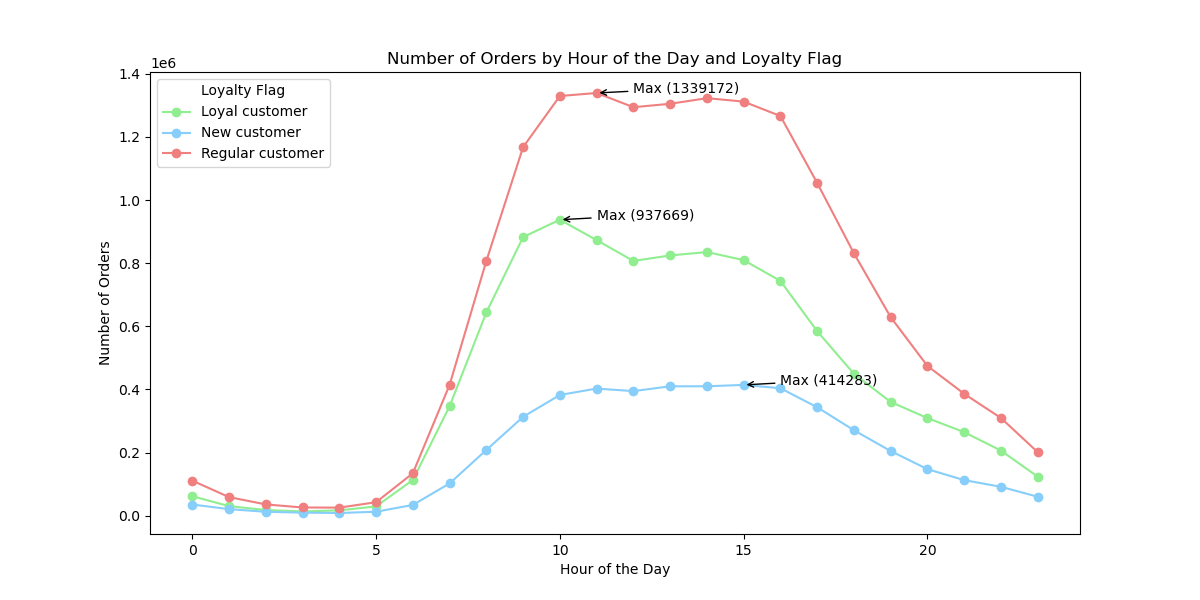 Number of Orders by Hour of the Day and Loyalty Flag
1e6
1.4
1.2
1.0
0.8
0.6
0.4
0.2
0.0
Number of Orders
Loyalty Flag
Loyal customer
New customer
Regular customer
Max (1339172)
Max (937669)
Max (414283)
0 5 10 15 20
Hour of the Day